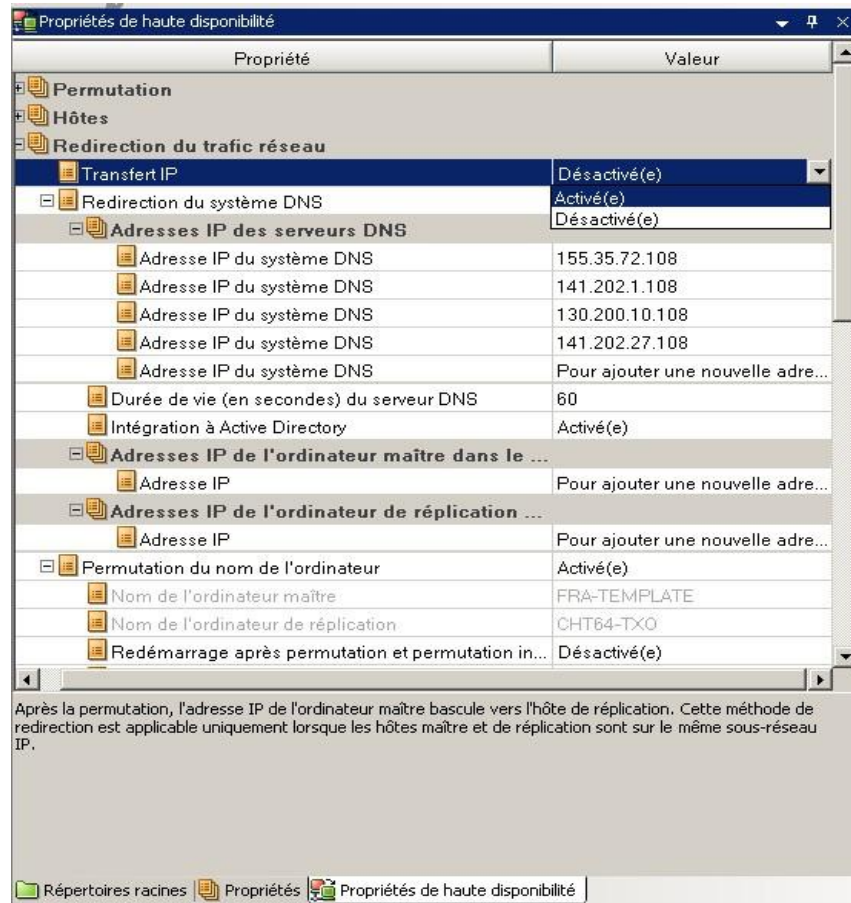 Propriétés de haute disponibilité
Propriété Valeur
Permutation
Hôtes
Redirection du trafic réseau
Transfert IP Désactivé(e)
Activé(e)
Désactivé(e)
Redirection du système DNS
Adresses IP des serveurs DNS
Adresse IP du système DNS 155.35.72.108
Adresse IP du système DNS 141.202.1.108
Adresse IP du système DNS 130.200.10.108
Adresse IP du système DNS 141.202.27.108
Adresse IP du système DNS Pour ajouter une nouvelle adre...
Durée de vie (en secondes) du serveur DNS 60
Intégration à Active Directory Activé(e)
Adresses IP de l'ordinateur maître dans le ...
Adresse IP Pour ajouter une nouvelle adre...
Adresses IP de l'ordinateur de réplication ...
Adresse IP Pour ajouter une nouvelle adre...
Permutation du nom de l'ordinateur Activé(e)
Nom de l'ordinateur maître FRA-TEMPLATE
Nom de l'ordinateur de réplication CHT64-TXO
Redémarrage après permutation et permutation in... Désactivé(e)
Après la permutation, l'adresse IP de l'ordinateur maître bascule vers l'hôte de réplication. Cette méthode de
redirection est applicable uniquement lorsque les hôtes maître et de réplication sont sur le même sous-réseau
IP.
Répertoires racines Propriétés Propriétés de haute disponibilité